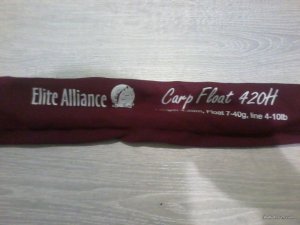 Elite Alliance
Carp Float 420H
Float 7-40g, line 4-10lb